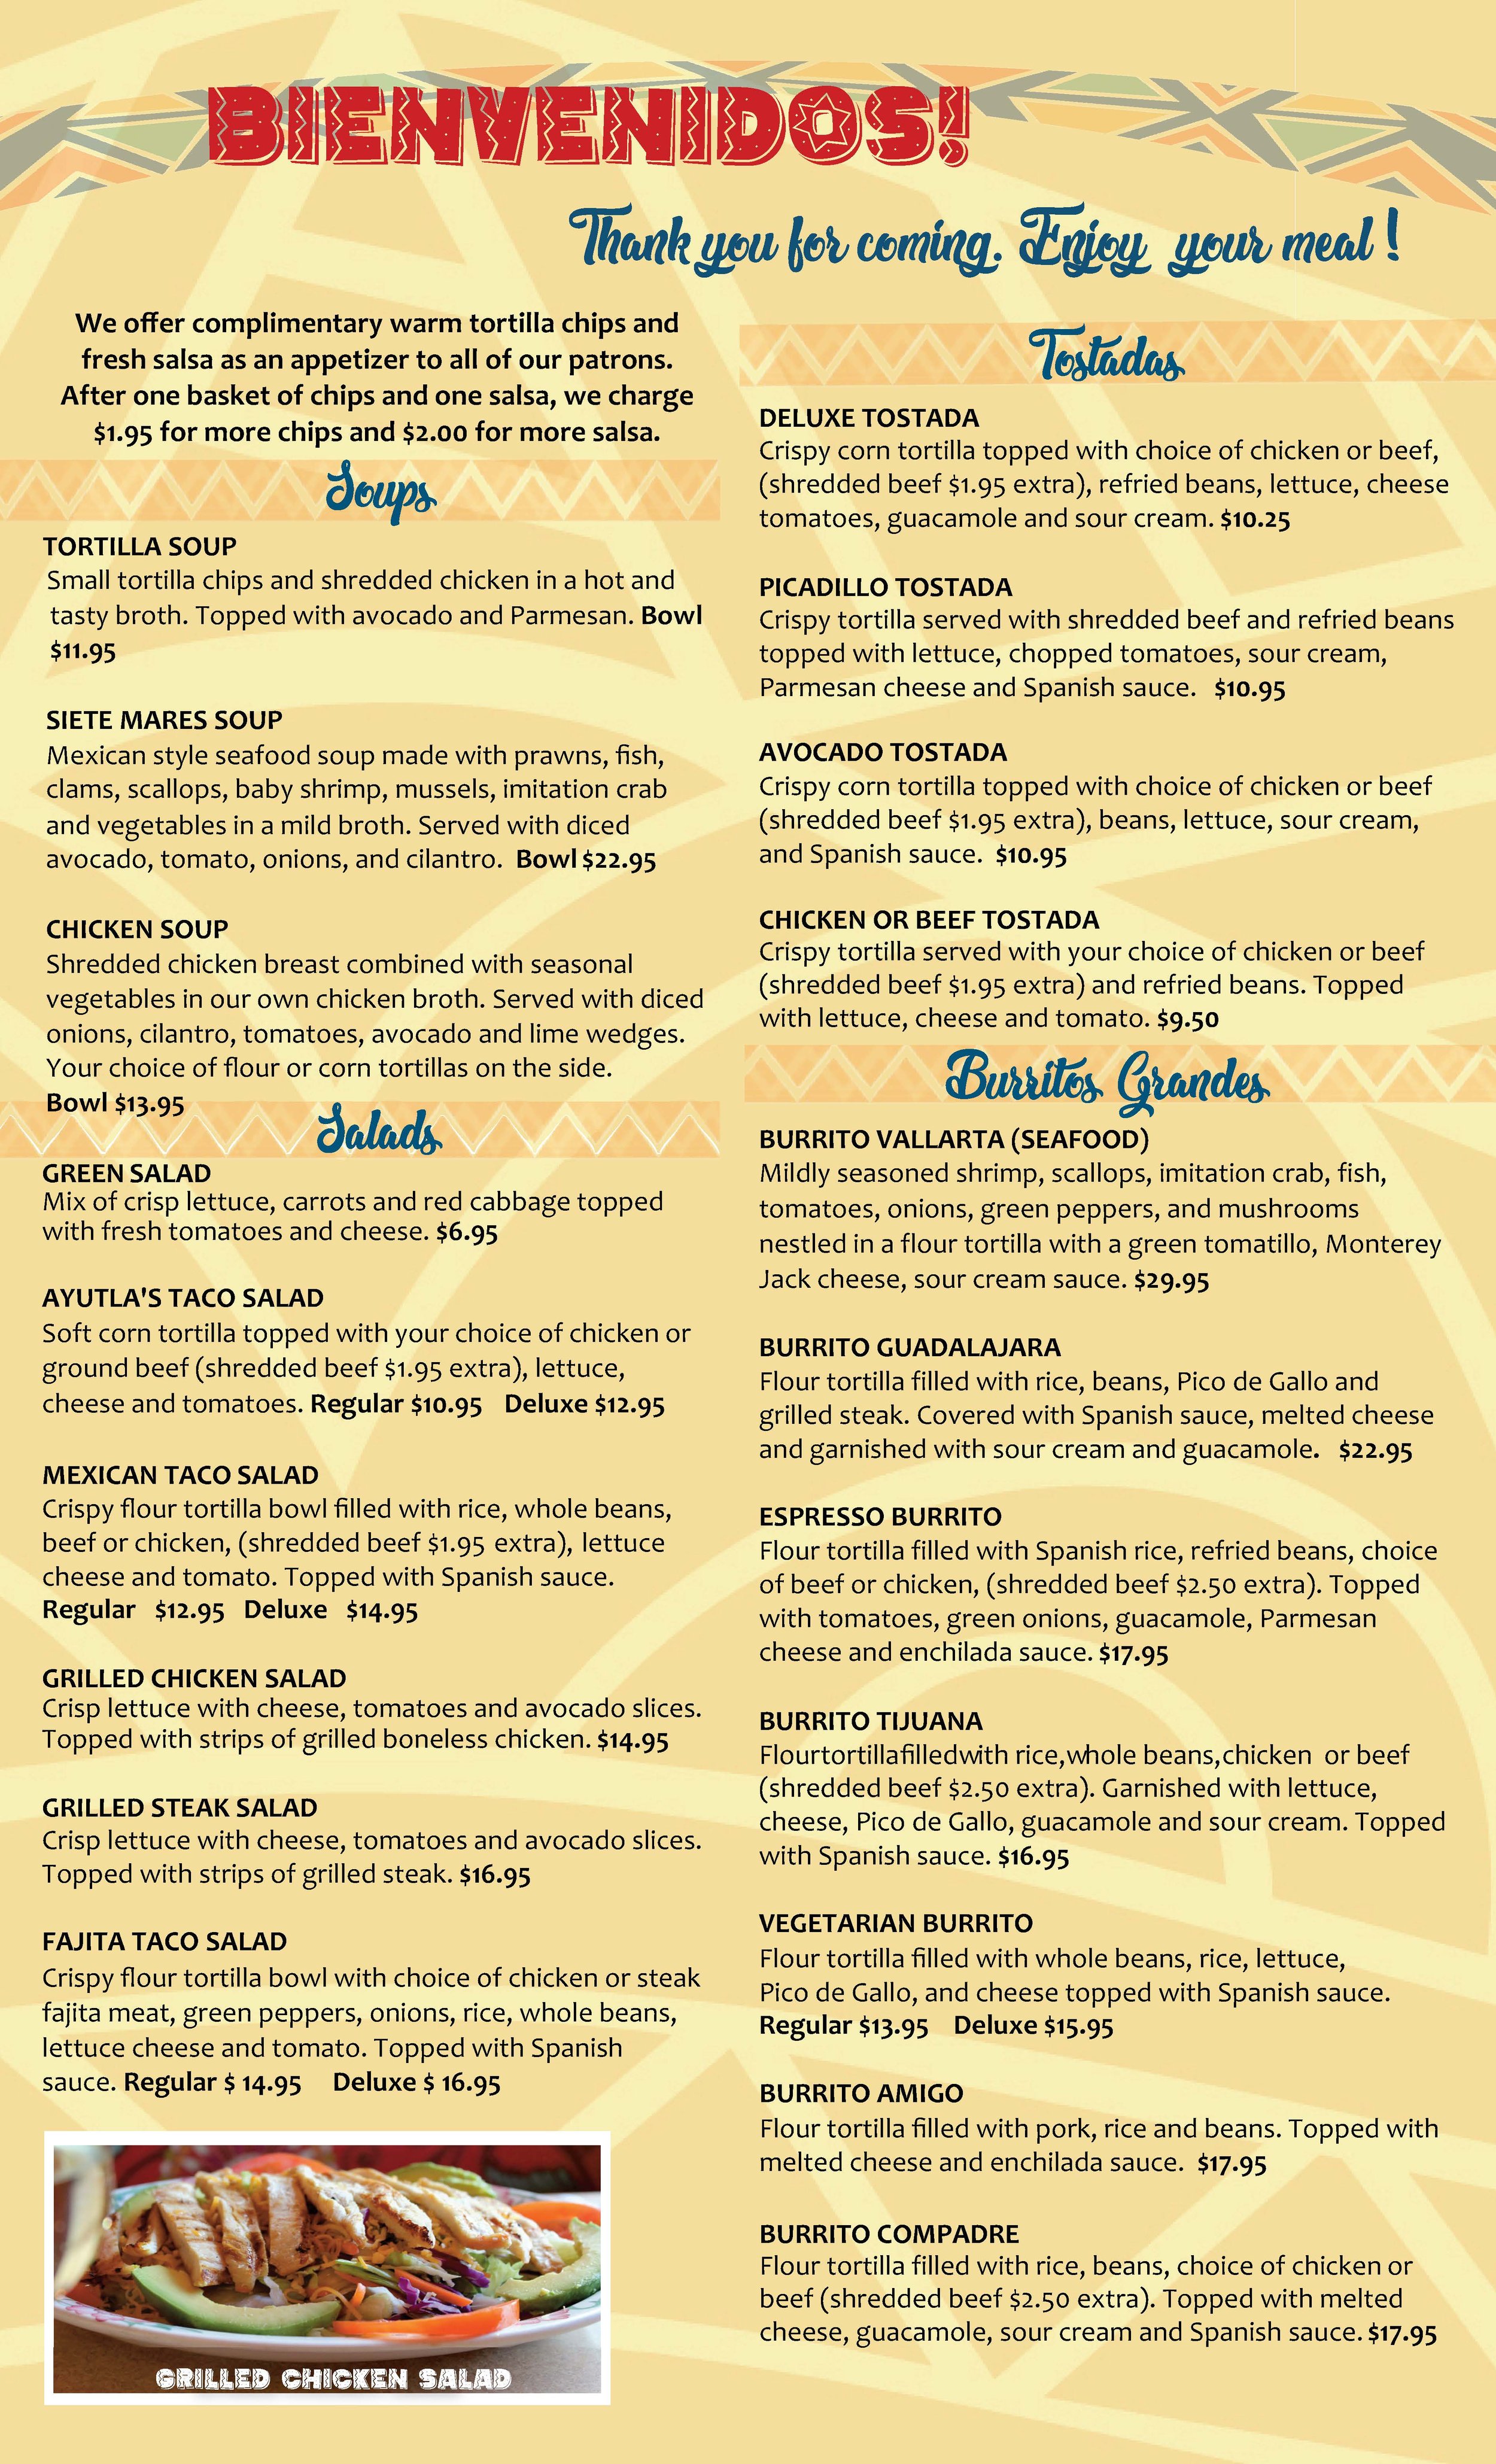 BIENVENIDOS!
Thank you for coming. Enjoy your meal !
We offer complimentary warm tortilla chips and
fresh salsa as an appetizer to all of our patrons.
After one basket of chips and one salsa, we charge
$1.95 for more chips and $2.00 for more salsa.
Soups
TORTILLA SOUP
Small tortilla chips and shredded chicken in a hot and
tasty broth. Topped with avocado and Parmesan. Bowl
$11.95
SIETE MARES SOUP
Mexican style seafood soup made with prawns, fish,
clams, scallops, baby shrimp, mussels, imitation crab
and vegetables in a mild broth. Served with diced
avocado, tomato, onions, and cilantro. Bowl $22.95
CHICKEN SOUP
Shredded chicken breast combined with seasonal
vegetables in our own chicken broth. Served with diced
onions, cilantro, tomatoes, avocado and lime wedges.
Your choice of flour or corn tortillas on the side.
Bowl $13.95
Salads
GREEN SALAD
Mix of crisp lettuce, carrots and red cabbage topped
with fresh tomatoes and cheese. $6.95
AYUTLA'S TACO SALAD
Soft corn tortilla topped with your choice of chicken or
ground beef (shredded beef $1.95 extra), lettuce,
cheese and tomatoes. Regular $10.95 Deluxe $12.95
MEXICAN TACO SALAD
Crispy flour tortilla bowl filled with rice, whole beans,
beef or chicken, (shredded beef $1.95 extra), lettuce
cheese and tomato. Topped with Spanish sauce.
Regular $12.95 Deluxe $14.95
GRILLED CHICKEN SALAD
Crisp lettuce with cheese, tomatoes and avocado slices.
Topped with strips of grilled boneless chicken. $14.95
GRILLED STEAK SALAD
Crisp lettuce with cheese, tomatoes and avocado slices.
Topped with strips of grilled steak. $16.95
FAJITA TACO SALAD
Crispy flour tortilla bowl with choice of chicken or steak
fajita meat, green peppers, onions, rice, whole beans,
lettuce cheese and tomato. Topped with Spanish
sauce. Regular $ 14.95 Deluxe $ 16.95
GRILLED CHICKEN SALAD
Tostadas
DELUXE TOSTADA
Crispy corn tortilla topped with choice of chicken or beef,
(shredded beef $1.95 extra), refried beans, lettuce, cheese
tomatoes, guacamole and sour cream. $10.25
PICADILLO TOSTADA
Crispy tortilla served with shredded beef and refried beans
topped with lettuce, chopped tomatoes, sour cream,
Parmesan cheese and Spanish sauce. $10.95
AVOCADO TOSTADA
Crispy corn tortilla topped with choice of chicken or beef
(shredded beef $1.95 extra), beans, lettuce, sour cream,
and Spanish sauce. $10.95
CHICKEN OR BEEF TOSTADA
Crispy tortilla served with your choice of chicken or beef
(shredded beef $1.95 extra) and refried beans. Topped
with lettuce, cheese and tomato. $9.50
Burritos Grandes
BURRITO VALLARTA (SEAFOOD)
Mildly seasoned shrimp, scallops, imitation crab, fish,
tomatoes, onions, green peppers, and mushrooms
nestled in a flour tortilla with a green tomatillo, Monterey
Jack cheese, sour cream sauce. $29.95
BURRITO GUADALAJARA
Flour tortilla filled with rice, beans, Pico de Gallo and
grilled steak. Covered with Spanish sauce, melted cheese
and garnished with sour cream and guacamole. $22.95
ESPRESSO BURRITO
Flour tortilla filled with Spanish rice, refried beans, choice
of beef or chicken, (shredded beef $2.50 extra). Topped
with tomatoes, green onions, guacamole, Parmesan
cheese and enchilada sauce. $17.95
BURRITO TIJUANA
Flourtortillafilledwith rice,whole beans,chicken or beef
(shredded beef $2.50 extra). Garnished with lettuce,
cheese, Pico de Gallo, guacamole and sour cream. Topped
with Spanish sauce. $16.95
VEGETARIAN BURRITO
Flour tortilla filled with whole beans, rice, lettuce,
Pico de Gallo, and cheese topped with Spanish sauce.
Regular $13.95 Deluxe $15.95
BURRITO AMIGO
Flour tortilla filled with pork, rice and beans. Topped with
melted cheese and enchilada sauce. $17.95
BURRITO COMPADRE
Flour tortilla filled with rice, beans, choice of chicken or
beef (shredded beef $2.50 extra). Topped with melted
cheese, guacamole, sour cream and Spanish sauce. $17.95